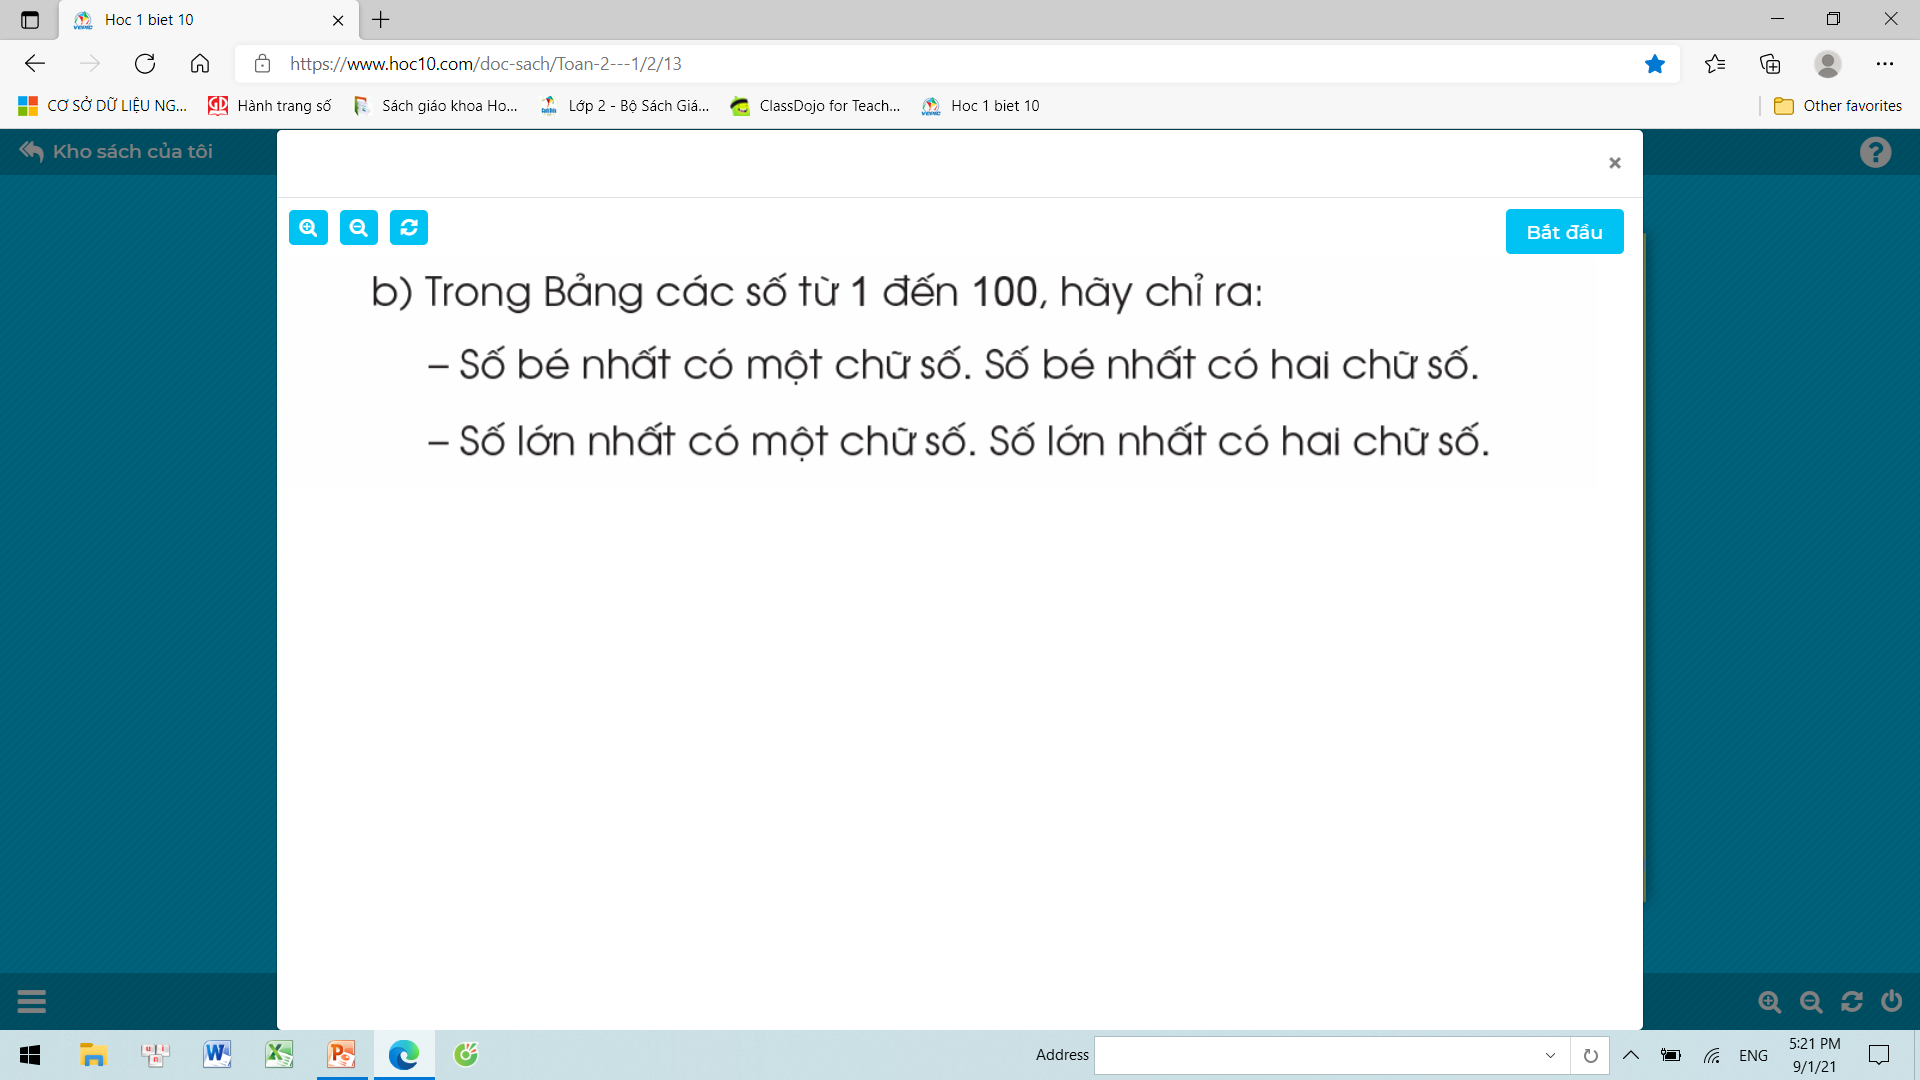 Hoc 1 biet 10
https://www.hoc10.com/doc-sach/Toan-2---1/2/13
CƠ SỞ DỮ LIỆU NG... Hành trang số Sách giáo khoa Ho... Lớp 2 - Bộ Sách Giá... ClassDojo for Teach... Hoc 1 biet 10 Other favorites
Kho sách của tôi
Bắt đầu
b) Trong Bảng các số từ 1 đến 100, hãy chỉ ra:
– Số bé nhất có một chữ số. Số bé nhất có hai chữ số.
– Số lớn nhất có một chữ số. Số lớn nhất có hai chữ số.
Address ENG 5:21 PM
9/1/21